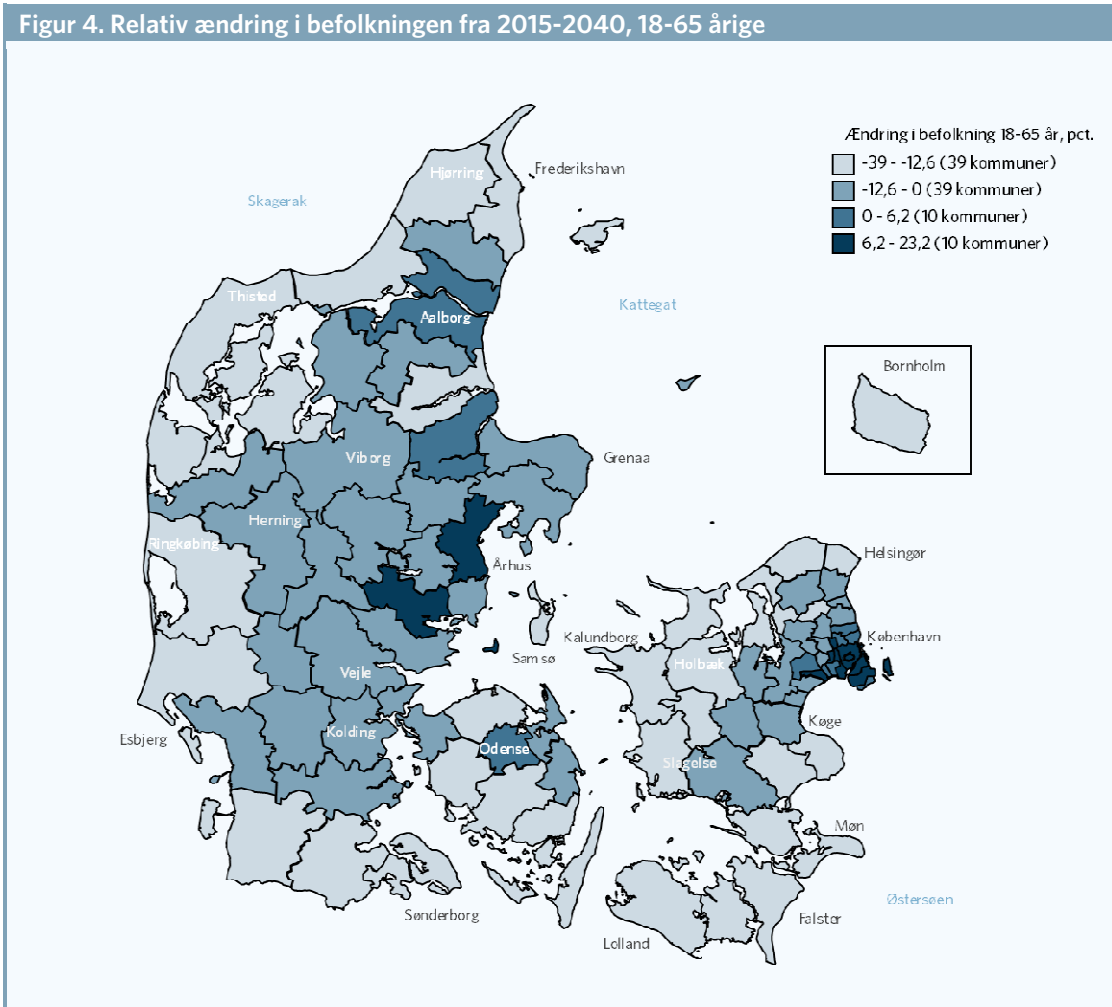 Figur 4. Relativ ændring i befolkningen fra 2015-2040, 18-65 årige
Ændring i befolkning 18-65 år, pct.
-39 - -12,6 (39 kommuner)
-12,6 - 0 (39 kommuner)
0 - 6,2 (10 kommuner)
6,2 - 23,2 (10 kommuner)
Hjørring
Frederikshavn
Skagerak
Thisted
Kattegat
Aalborg
Bornholm
Viborg
Grenaa
Herning
Ringkøbing
Helsingør
Århus
Kalundborg
København
Samsø
Holbæk
Vejle
Køge
Esbjerg
Kolding
Odense
Slagelse
Møn
Østersøen
Sønderborg
Falster
Lolland